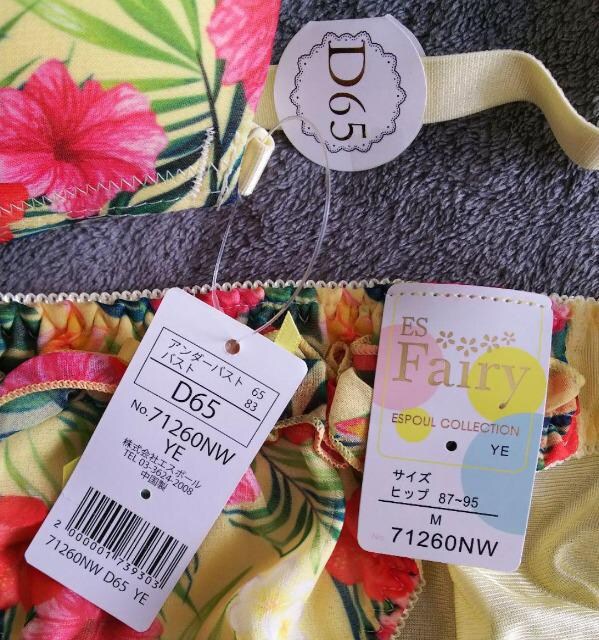 D65
アンダーバスト 65
バスト 83
D65
No.71260NW
YE
株式会社エスポール
TEL 03-3624-2008
中国製
2 000001 739303
71260NW D65 YE
ES
Fairy
ESPOUL COLLECTION
YE
サイズ
ヒップ 87~95
M
No. 71260NW